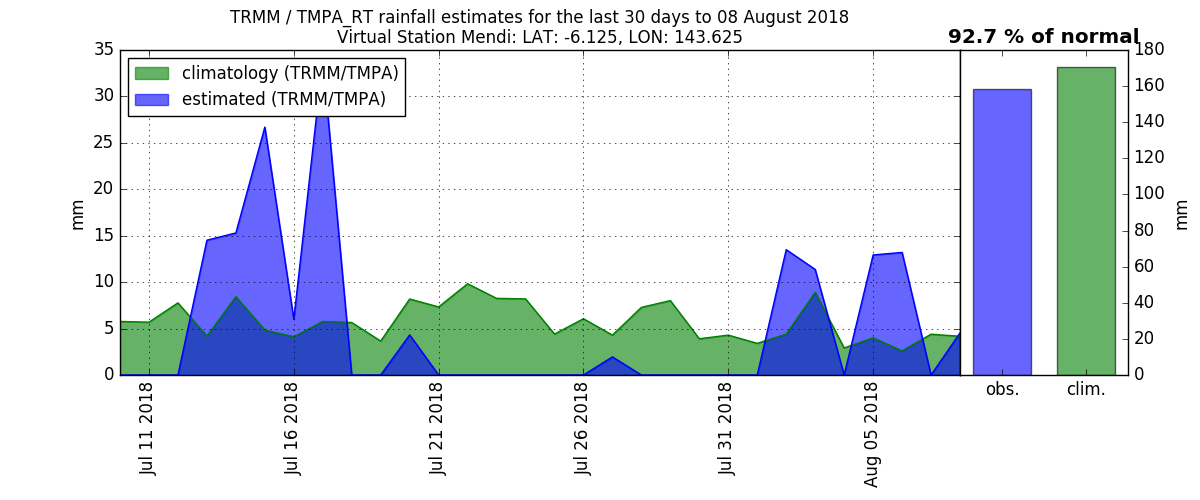 TRMM / TMPA_RT rainfall estimates for the last 30 days to 08 August 2018
Virtual Station Mendi: LAT: -6.125, LON: 143.625
92.7 % of normal
climatology (TRMM/TMPA)
estimated (TRMM/TMPA)
mm
35
30
25
20
15
10
5
0
Jul 11 2018
Jul 16 2018
Jul 21 2018
Jul 26 2018
Jul 31 2018
Aug 05 2018
obs.
clim.
180
160
140
120
100
80
60
40
20
0
mm